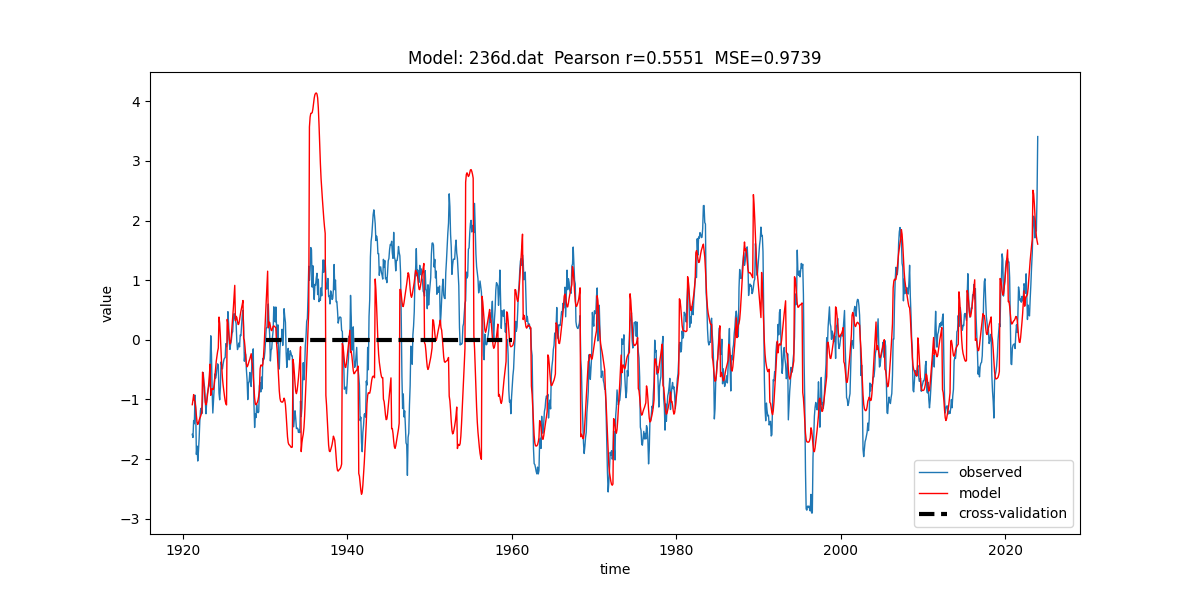 Model: 236d.dat  Pearson r=0.5551  MSE=0.9739
value
4
3
2
1
0
−1
−2
−3
1920
1940
1960
1980
2000
2020
time
observed
model
cross-validation